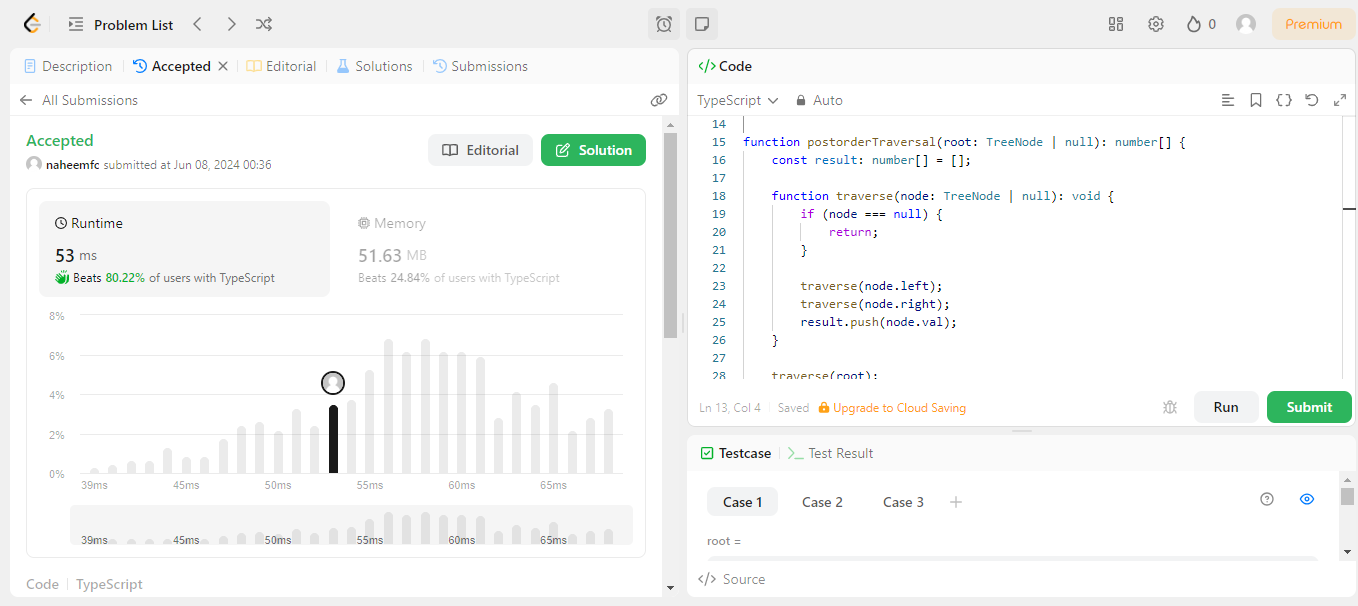 Problem List
0
Premium
Description
Accepted
Editorial
Solutions
Submissions
All Submissions
Accepted
naheemfc submitted at Jun 08, 2024 00:36
Editorial
Solution
Runtime
53 ms
Beats 80.22% of users with TypeScript
Memory
51.63 MB
Beats 24.84% of users with TypeScript
8%
6%
4%
2%
0%
39ms 45ms 50ms 55ms 60ms 65ms
39ms 45ms 50ms 55ms 60ms 65ms
Code TypeScript
</> Code
TypeScript Auto
14
15 function postorderTraversal(root: TreeNode | null): number[] {
16 const result: number[] = [];
17
18 function traverse(node: TreeNode | null): void {
19 if (node === null) {
20 return;
21 }
22
23 traverse(node.left);
24 traverse(node.right);
25 result.push(node.val);
26 }
27
28 traverse(root);
Ln 13, Col 4 Saved Upgrade to Cloud Saving
Run
Submit
Testcase
Test Result
Case 1 Case 2 Case 3 +
root =
</> Source